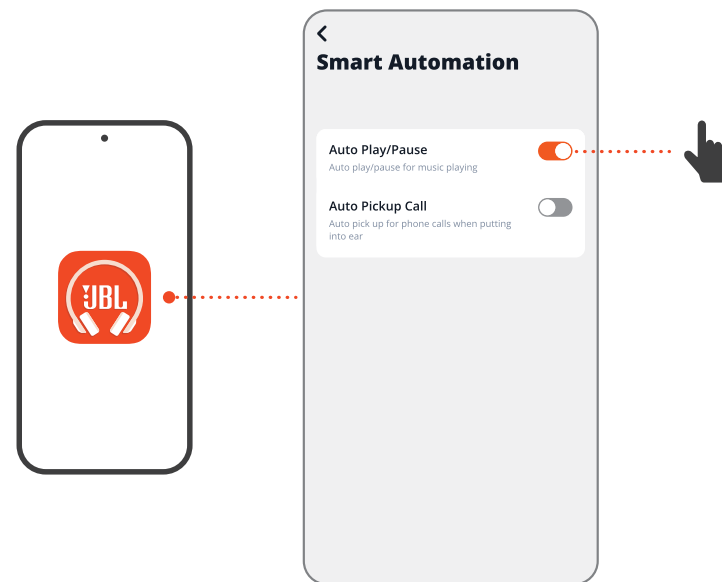 Smart Automation
Auto Play/Pause
Auto play/pause for music playing
Auto Pickup Call
Auto pick up for phone calls when putting
into ear
JBL